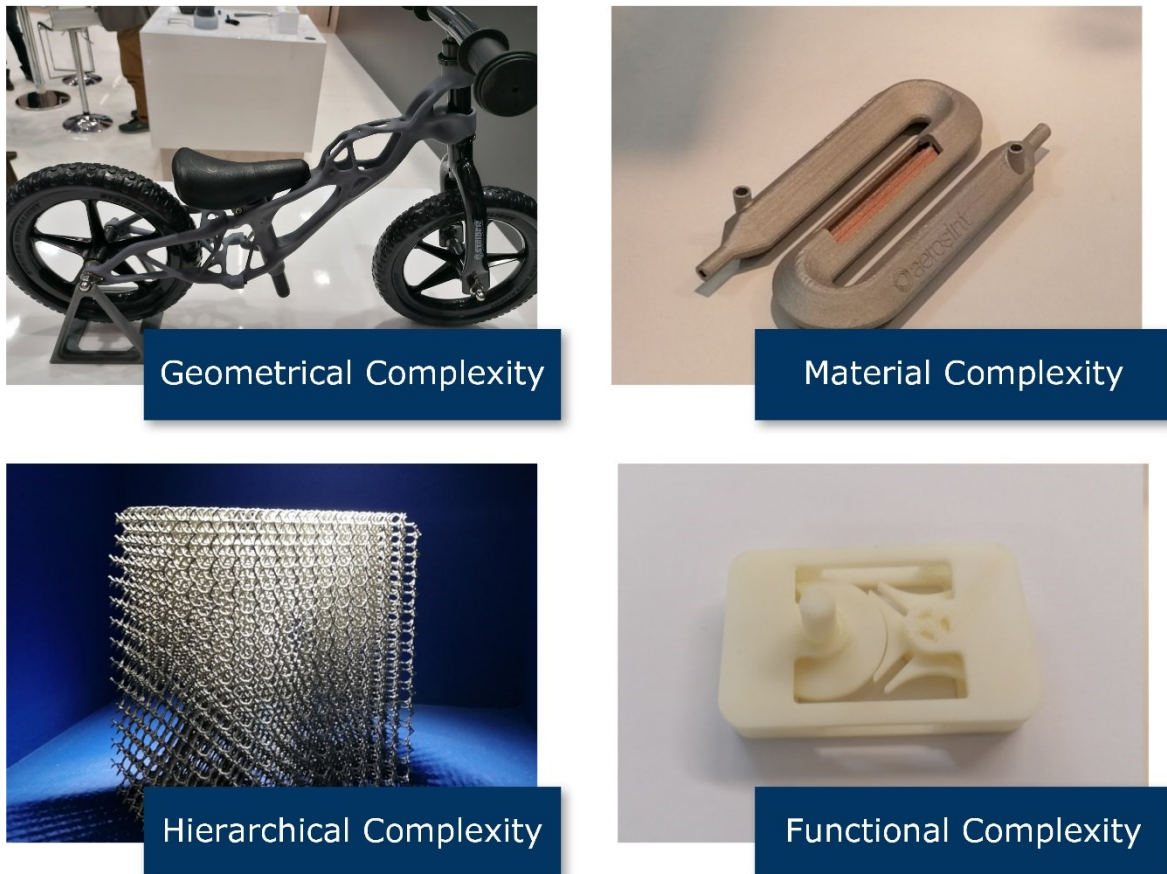 Geometrical Complexity
Material Complexity
aerosint
Hierarchical Complexity
Functional Complexity